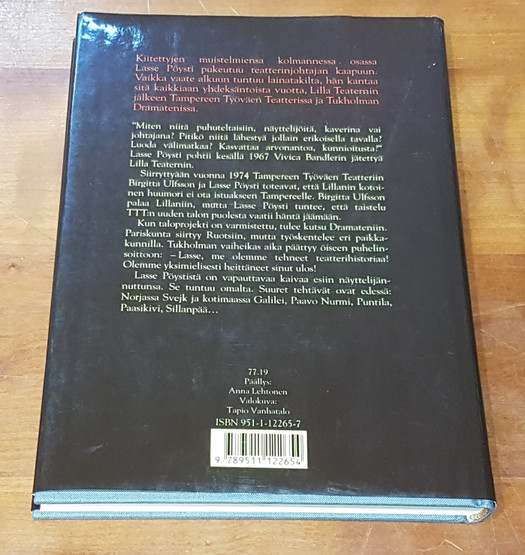 Kiitettyjen muistelmiensa kolmannessa osassa
Lasse Pöysti pukeutuu teatterinjohtajan kaapuun.
Vaikka vaate alkuun tuntuu lainatakilta, hän kantaa
sitä kaikkiaan yhdeksäntoista vuotta, Lilla Teaternin
jälkeen Tampereen Työväen Teatterissa ja Tukholman
Dramatenissa.
"Miten niitä puhuteltaisiin, näyttelijöitä, kaverina vai
johtajana? Pitikö niitä lähestyä jollain erikoisella tavalla?
Luoda välimatkaa? Kasvattaa arvonantoa, kunnioitusta?"
Lasse Pöysti pohtii kesällä 1967 Vivica Bandlerin jätettyä
Lilla Teaternin.
Siirryttyään vuonna 1974 Tampereen Työväen Teatteriin
Birgitta Ulfsson ja Lasse Pöysti toteavat, että Lillanin kotoi-
nen huumori ei ota istuakseen Tampereelle. Birgitta Ulfsson
palaa Lillaniin, mutta Lasse Pöysti tuntee, että taistelu
TTT:n uuden talon puolesta vaatii häntä jäämään.
Kun taloprojekti on varmistettu, tulee kutsu Dramateniin.
Pariskunta siirtyy Ruotsiin, mutta työskentelee eri paikka-
kunnilla. Tukholman vaiheikas aika päättyy öiseen puhelin-
soittoon: – Lasse, me olemme tehneet teatterihistoriaa!
Olemme yksimielisesti heittäneet sinut ulos!
Lasse Pöystistä on vapauttavaa kaivaa esiin näyttelijän-
nuttunsa. Se tuntuu omalta. Suuret tehtävät ovat edessä:
Norjassa Svejk ja kotimaassa Galilei, Paavo Nurmi, Puntila,
Paasikivi, Sillanpää...
77.19
Päällys:
Anna Lehtonen
Valokuva:
Tapio Vanhatalo
ISBN 951-1-12265-7
9 789511 122654